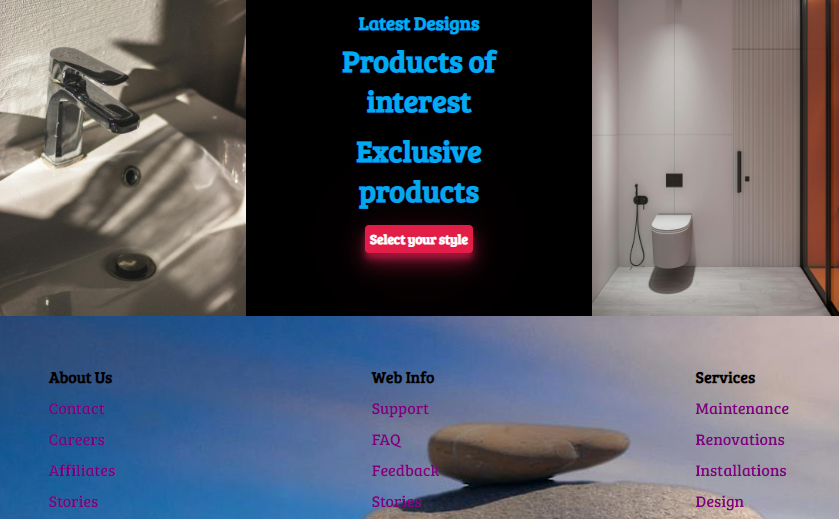 Latest Designs
Products of
interest
Exclusive
products
Select your style
About Us
Contact
Careers
Affiliates
Stories
Web Info
Support
FAQ
Feedback
Stories
Services
Maintenance
Renovations
Installations
Design